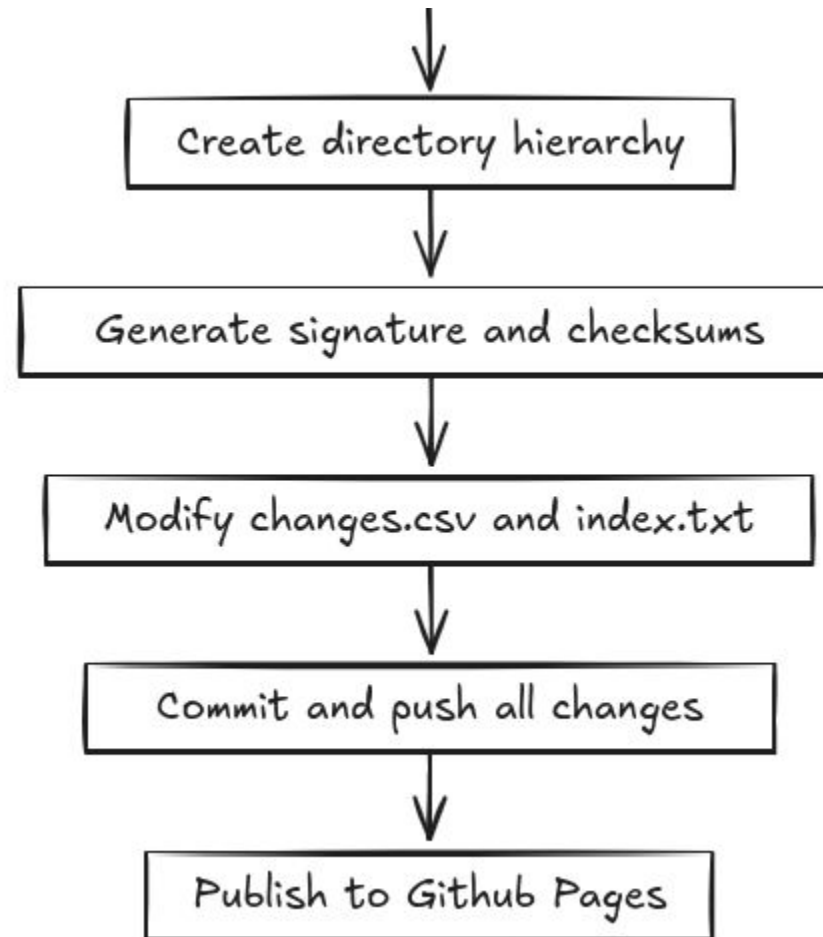 Create directory hierarchy
Generate signature and checksums
Modify changes.csv and index.txt
Commit and push all changes
Publish to Github Pages